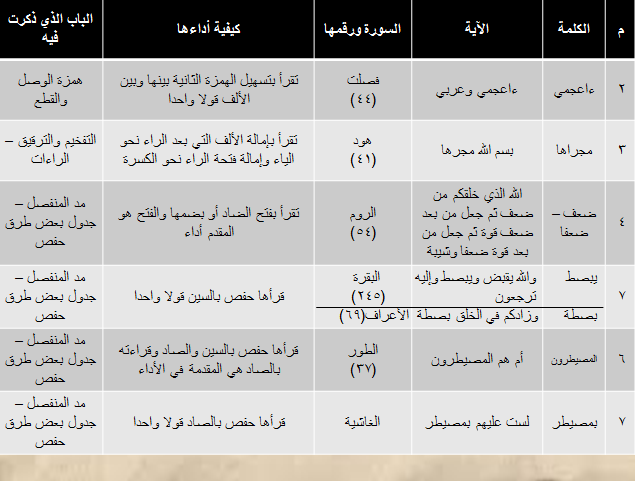 م الكلمة الآية السورة ورقمها كيفية أداءها الباب الذي ذكرت
فيه
٢ ءاعجمي ءاعجمي وعربي فصلت
(٤٤) تقرأ بتسهيل الهمزة الثانية بينها وبين
الألف قولا واحدا همزة الوصل
والقطع
٣ مجراها بسم الله مجرها هود
(٤١) تقرأ بإمالة الألف التي بعد الراء نحو
الياء وإمالة فتحة الراء نحو الكسرة التفخيم والترقيق –
الراءات
٤ ضعف –
ضعفا الله الذي خلقكم من
ضعف ثم جعل من بعد
ضعف قوة ثم جعل من
بعد قوة ضعفا وشيبة الروم
(٥٤) تقرأ بفتح الضاد أو بضمها والفتح هو
المقدم أداء مد المنفصل –
جدول بعض طرق
حفص
٧ يبصط
بصطة والله يقبض ويبصط وإليه
ترجعون
وزادكم في الخلق بصطة البقرة
(٢٤٥)
الأعراف(٦٩) قرأها حفص بالسين قولا واحدا مد المنفصل –
جدول بعض طرق
حفص
٦ المصيطرون أم هم المصيطرون الطور
(٣٧) قرأها حفص بالسين والصاد وقراءته
بالصاد هي المقدمة في الأداء مد المنفصل –
جدول بعض طرق
حفص
٧ بمصيطر لست عليهم بمصيطر الغاشية قرأها حفص بالصاد قولا واحدا مد المنفصل –
جدول بعض طرق
حفص